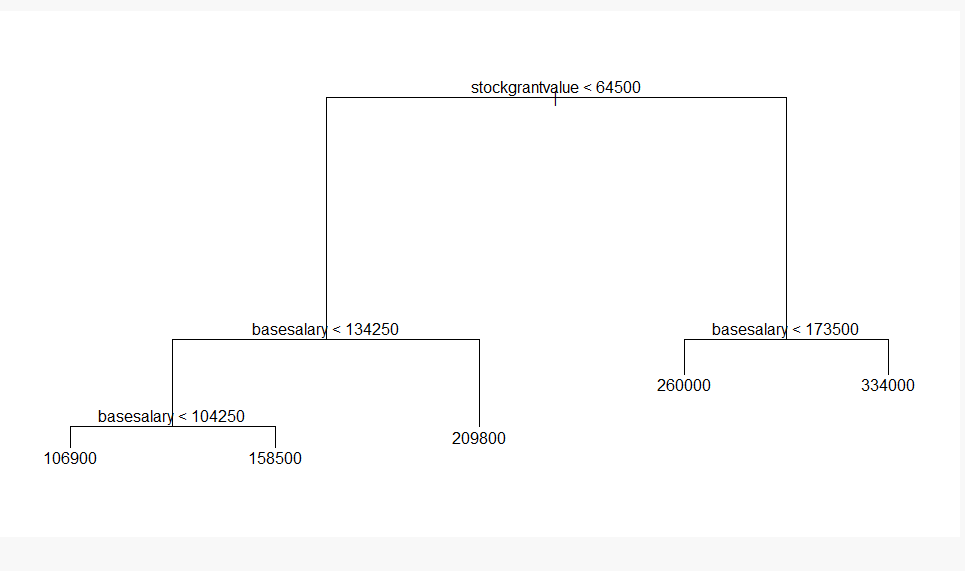 stockgrantvalue < 64500
basesalary < 134250
basesalary < 173500
260000
334000
basesalary < 104250
209800
106900
158500